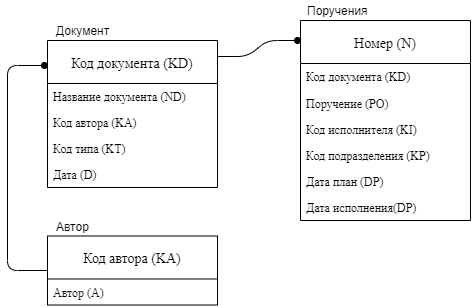 Документ
Код документа (KD)
Название документа (ND)
Код автора (KA)
Код типа (KT)
Дата (D)
Поручения
Номер (N)
Код документа (KD)
Поручение (PO)
Код исполнителя (KI)
Код подразделения (KP)
Дата план (DP)
Дата исполнения(DP)
Автор
Код автора (KA)
Автор (A)